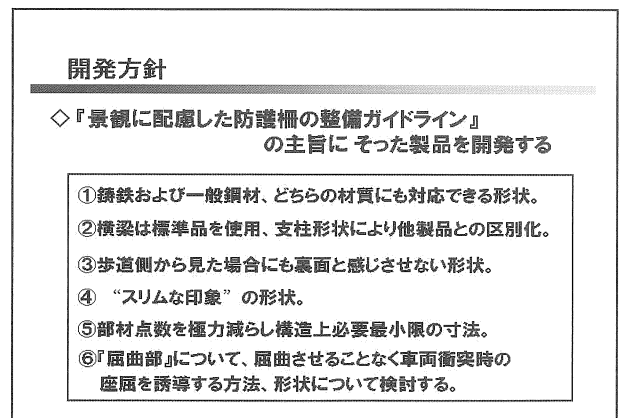 開発方針
◇『景観に配慮した防護柵の整備ガイドライン』
の主旨に そった製品を開発する
①鋳鉄および一般鋼材、どちらの材質にも対応できる形状。
②横梁は標準品を使用、支柱形状により他製品との区別化。
③歩道側から見た場合にも裏面と感じさせない形状。
④ “スリムな印象” の形状。
⑤部材点数を極力減らし構造上必要最小限の寸法。
⑥『屈曲部』について、屈曲させることなく車両衝突時の
座屈を誘導する方法、形状について検討する。